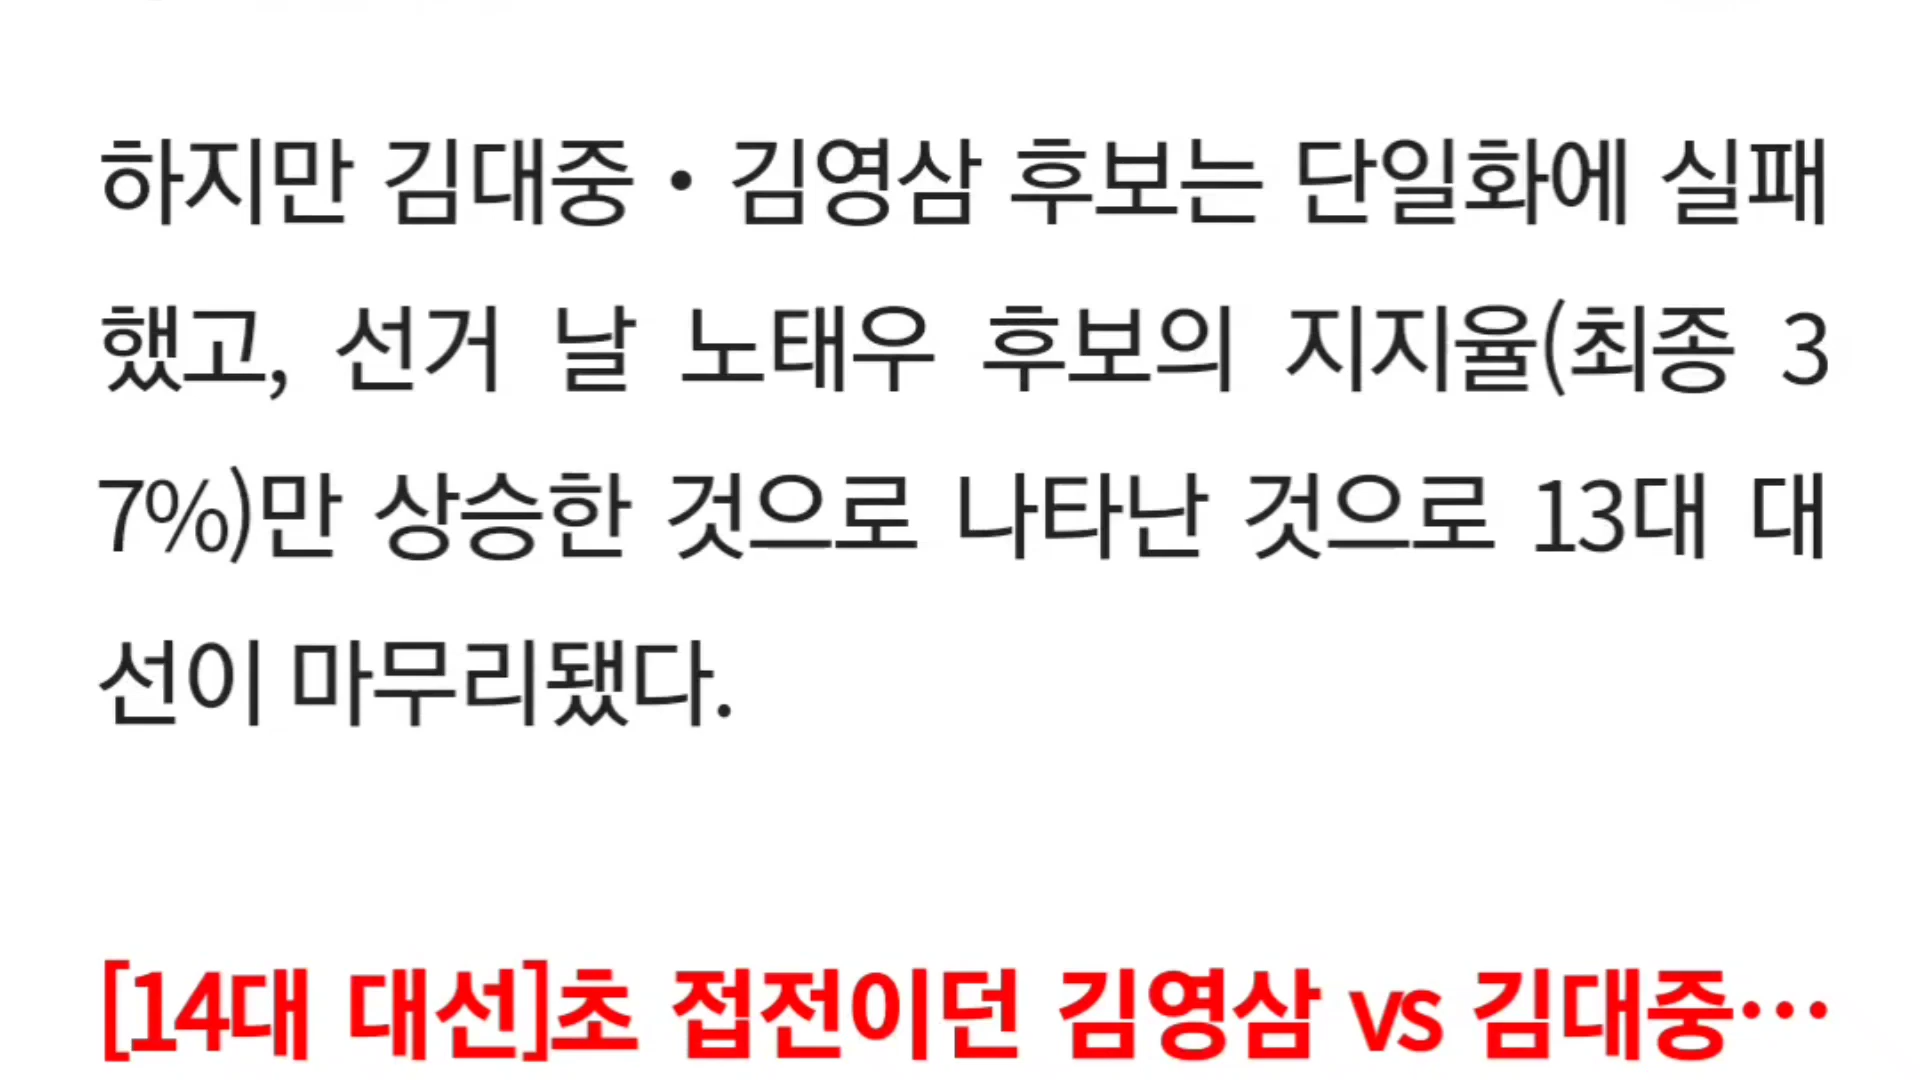 하지만 김대중·김영삼 후보는 단일화에 실패
했고, 선거 날 노태우 후보의 지지율(최종 3
7%)만 상승한 것으로 나타난 것으로 13대 대
선이 마무리됐다.
[14대 대선]초 접전이던 김영삼 vs 김대중…